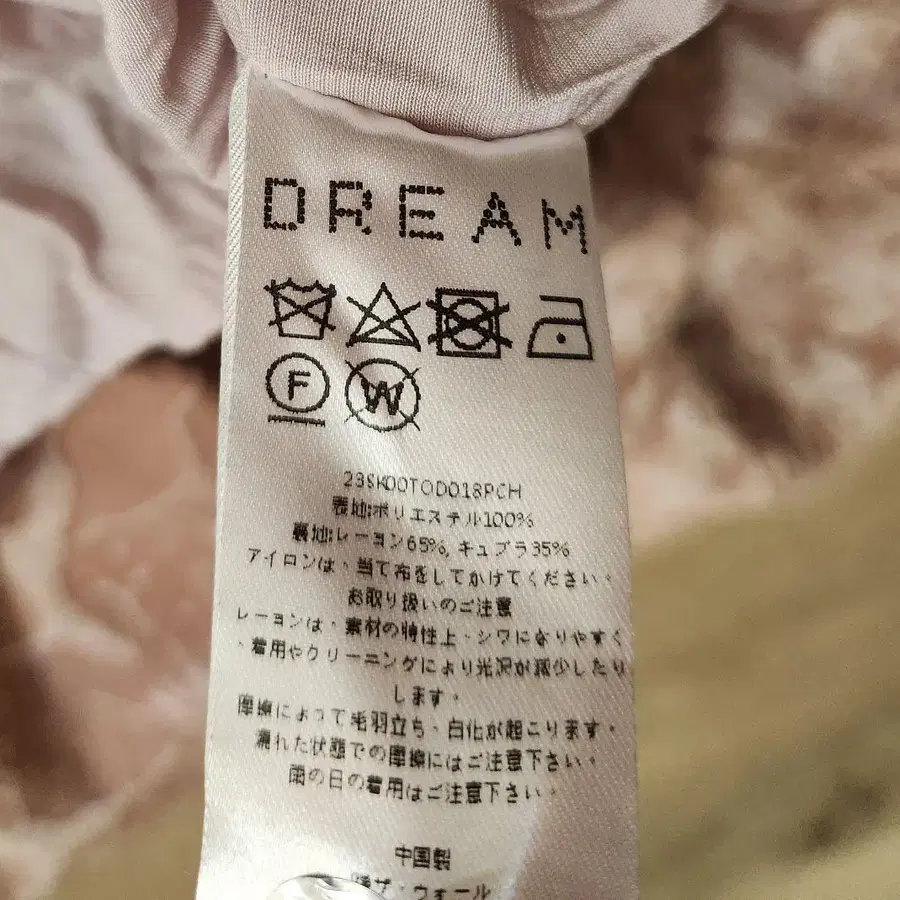 DREAM
F W
239K00TOD018PCH
表地:ポリエステル100%
裏地:レーヨン65%, キュプラ35%
アイロンは、当て布をしてかけてください。
お取り扱いのご注意
レーヨンは、素材の特性上、シワになりやすく
、着用やクリーニングにより光沢が減少したり
します。
摩擦によって毛羽立ち、白化が起こります。
濡れた状態での摩擦にはご注意下さい。
雨の日の着用はご注意下さい。
中国製
ザ・ウォール